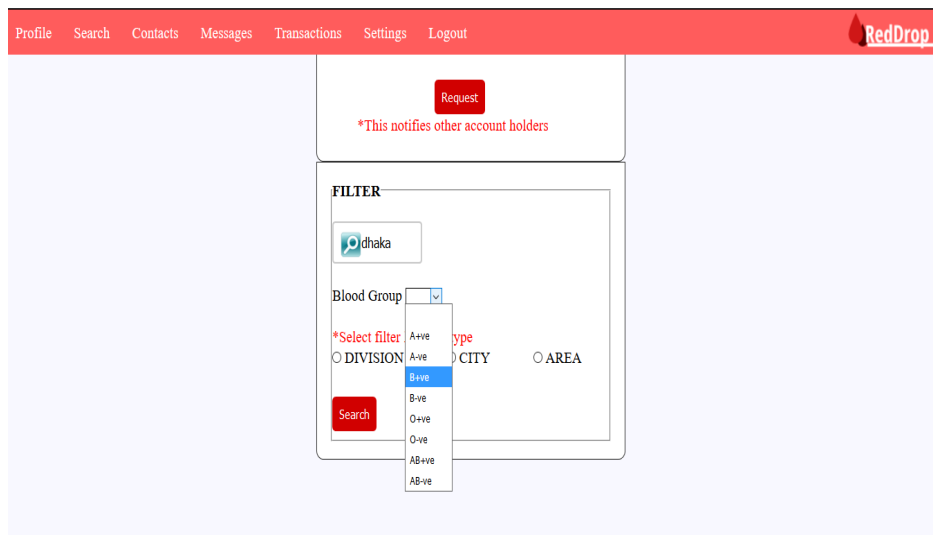 Profile Search Contacts Messages Transactions Settings Logout RedDrop
Request
*This notifies other account holders
FILTER
dhaka
Blood Group
*Select filter ype
DIVISION CITY AREA
A+ve
A-ve
B+ve
B-ve
O+ve
O-ve
AB+ve
AB-ve
Search